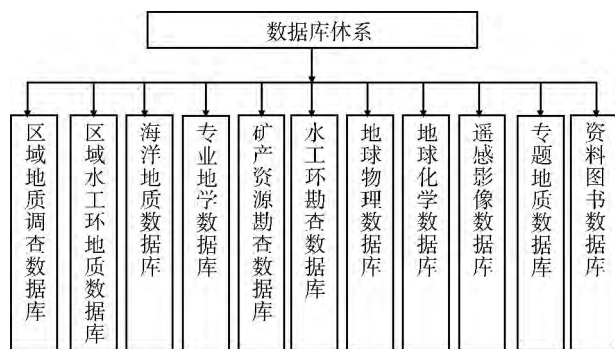 数据库体系
区域地质调查数据库
区域水工环地质数据库
海洋地质数据库
专业地学数据库
矿产资源勘查数据库
水工环勘查数据库
地球物理数据库
地球化学数据库
遥感影像数据库
专题地质数据库
资料图书数据库